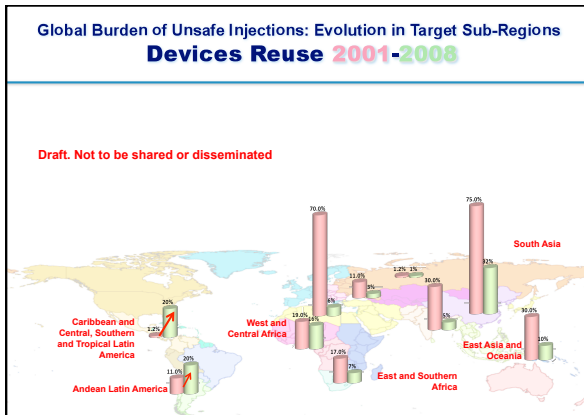 Global Burden of Unsafe Injections: Evolution in Target Sub-Regions
Devices Reuse 2001-2008
Draft. Not to be shared or disseminated
75.0%
70.0%
South Asia
32%
1.2%
1%
11.0%
3%
30.0%
6%
5%
20%
1.2%
Caribbean and
Central, Southern
and Tropical Latin
America
19.0%
16%
West and
Central Africa
30.0%
10%
East Asia and
Oceania
20%
11.0%
Andean Latin America
17.0%
7%
East and Southern
Africa